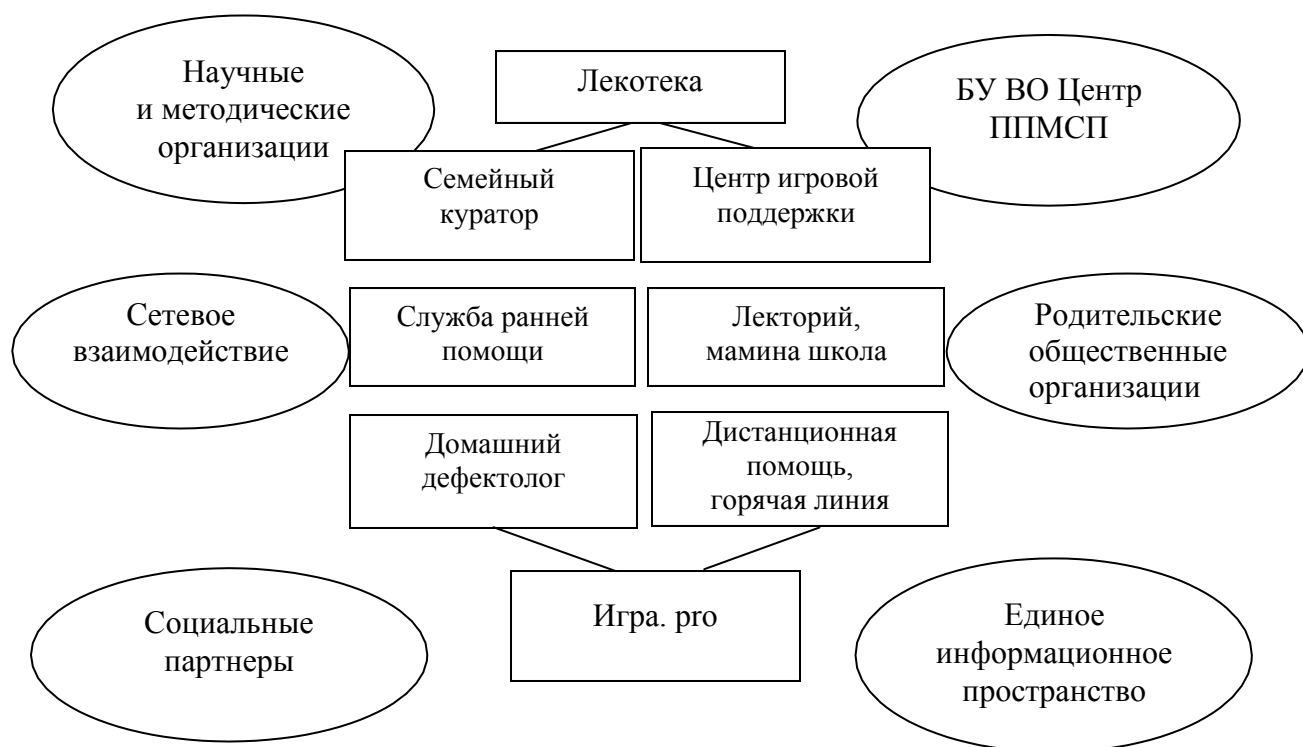 Научные
и методические
организации
Лекотека
БУ ВО Центр
ППМСП
Семейный
куратор
Центр игровой
поддержки
Сетевое
взаимодействие
Служба ранней
помощи
Лекторий,
мамина школа
Родительские
общественные
организации
Домашний
дефектолог
Дистанционная
помощь,
горячая линия
Социальные
партнеры
Игра. pro
Единое
информационное
пространство